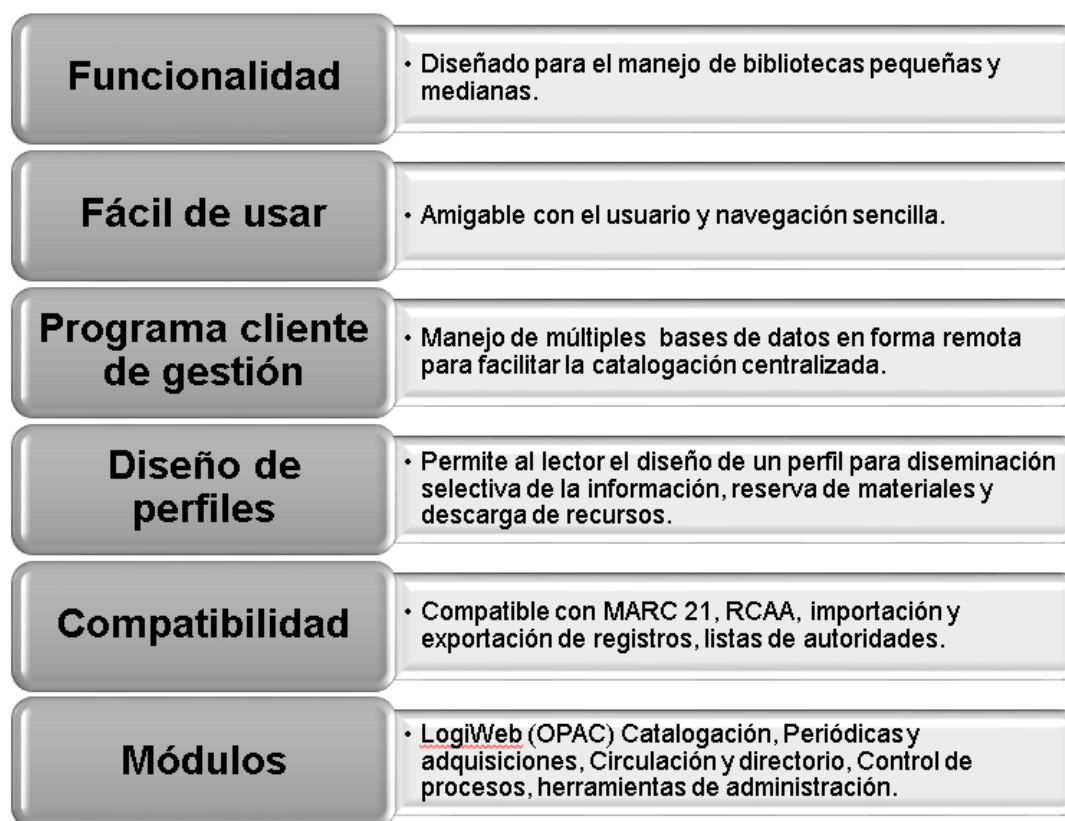 Funcionalidad
• Diseñado para el manejo de bibliotecas pequeñas y
medianas.
Fácil de usar
• Amigable con el usuario y navegación sencilla.
Programa cliente
de gestión
• Manejo de múltiples bases de datos en forma remota
para facilitar la catalogación centralizada.
Diseño de
perfiles
• Permite al lector el diseño de un perfil para diseminación
selectiva de la información, reserva de materiales y
descarga de recursos.
Compatibilidad
• Compatible con MARC 21, RCAA, importación y
exportación de registros, listas de autoridades.
Módulos
• LogiWeb (OPAC) Catalogación, Periódicas y
adquisiciones, Circulación y directorio, Control de
procesos, herramientas de administración.